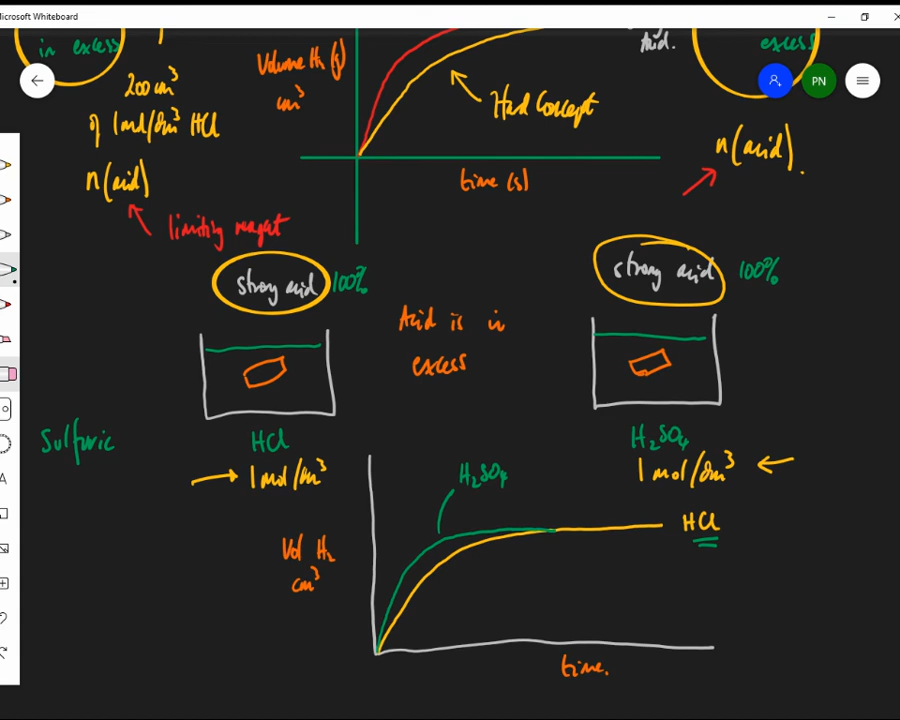 Microsoft Whiteboard
PN
in excess
200 cm³
of 1 mol/dm³ HCl
n(acid)
limiting reagent
Volume H₂ (g)
cm³
Hard Concept
time (s)
acid.
excess
n(acid).
strong acid 100%
strong acid 100%
Acid is in
excess
Sulfuric
HCl
1 mol/dm³
H₂SO₄
1 mol/dm³
H₂SO₄
HCl
Vol H₂
cm³
time.